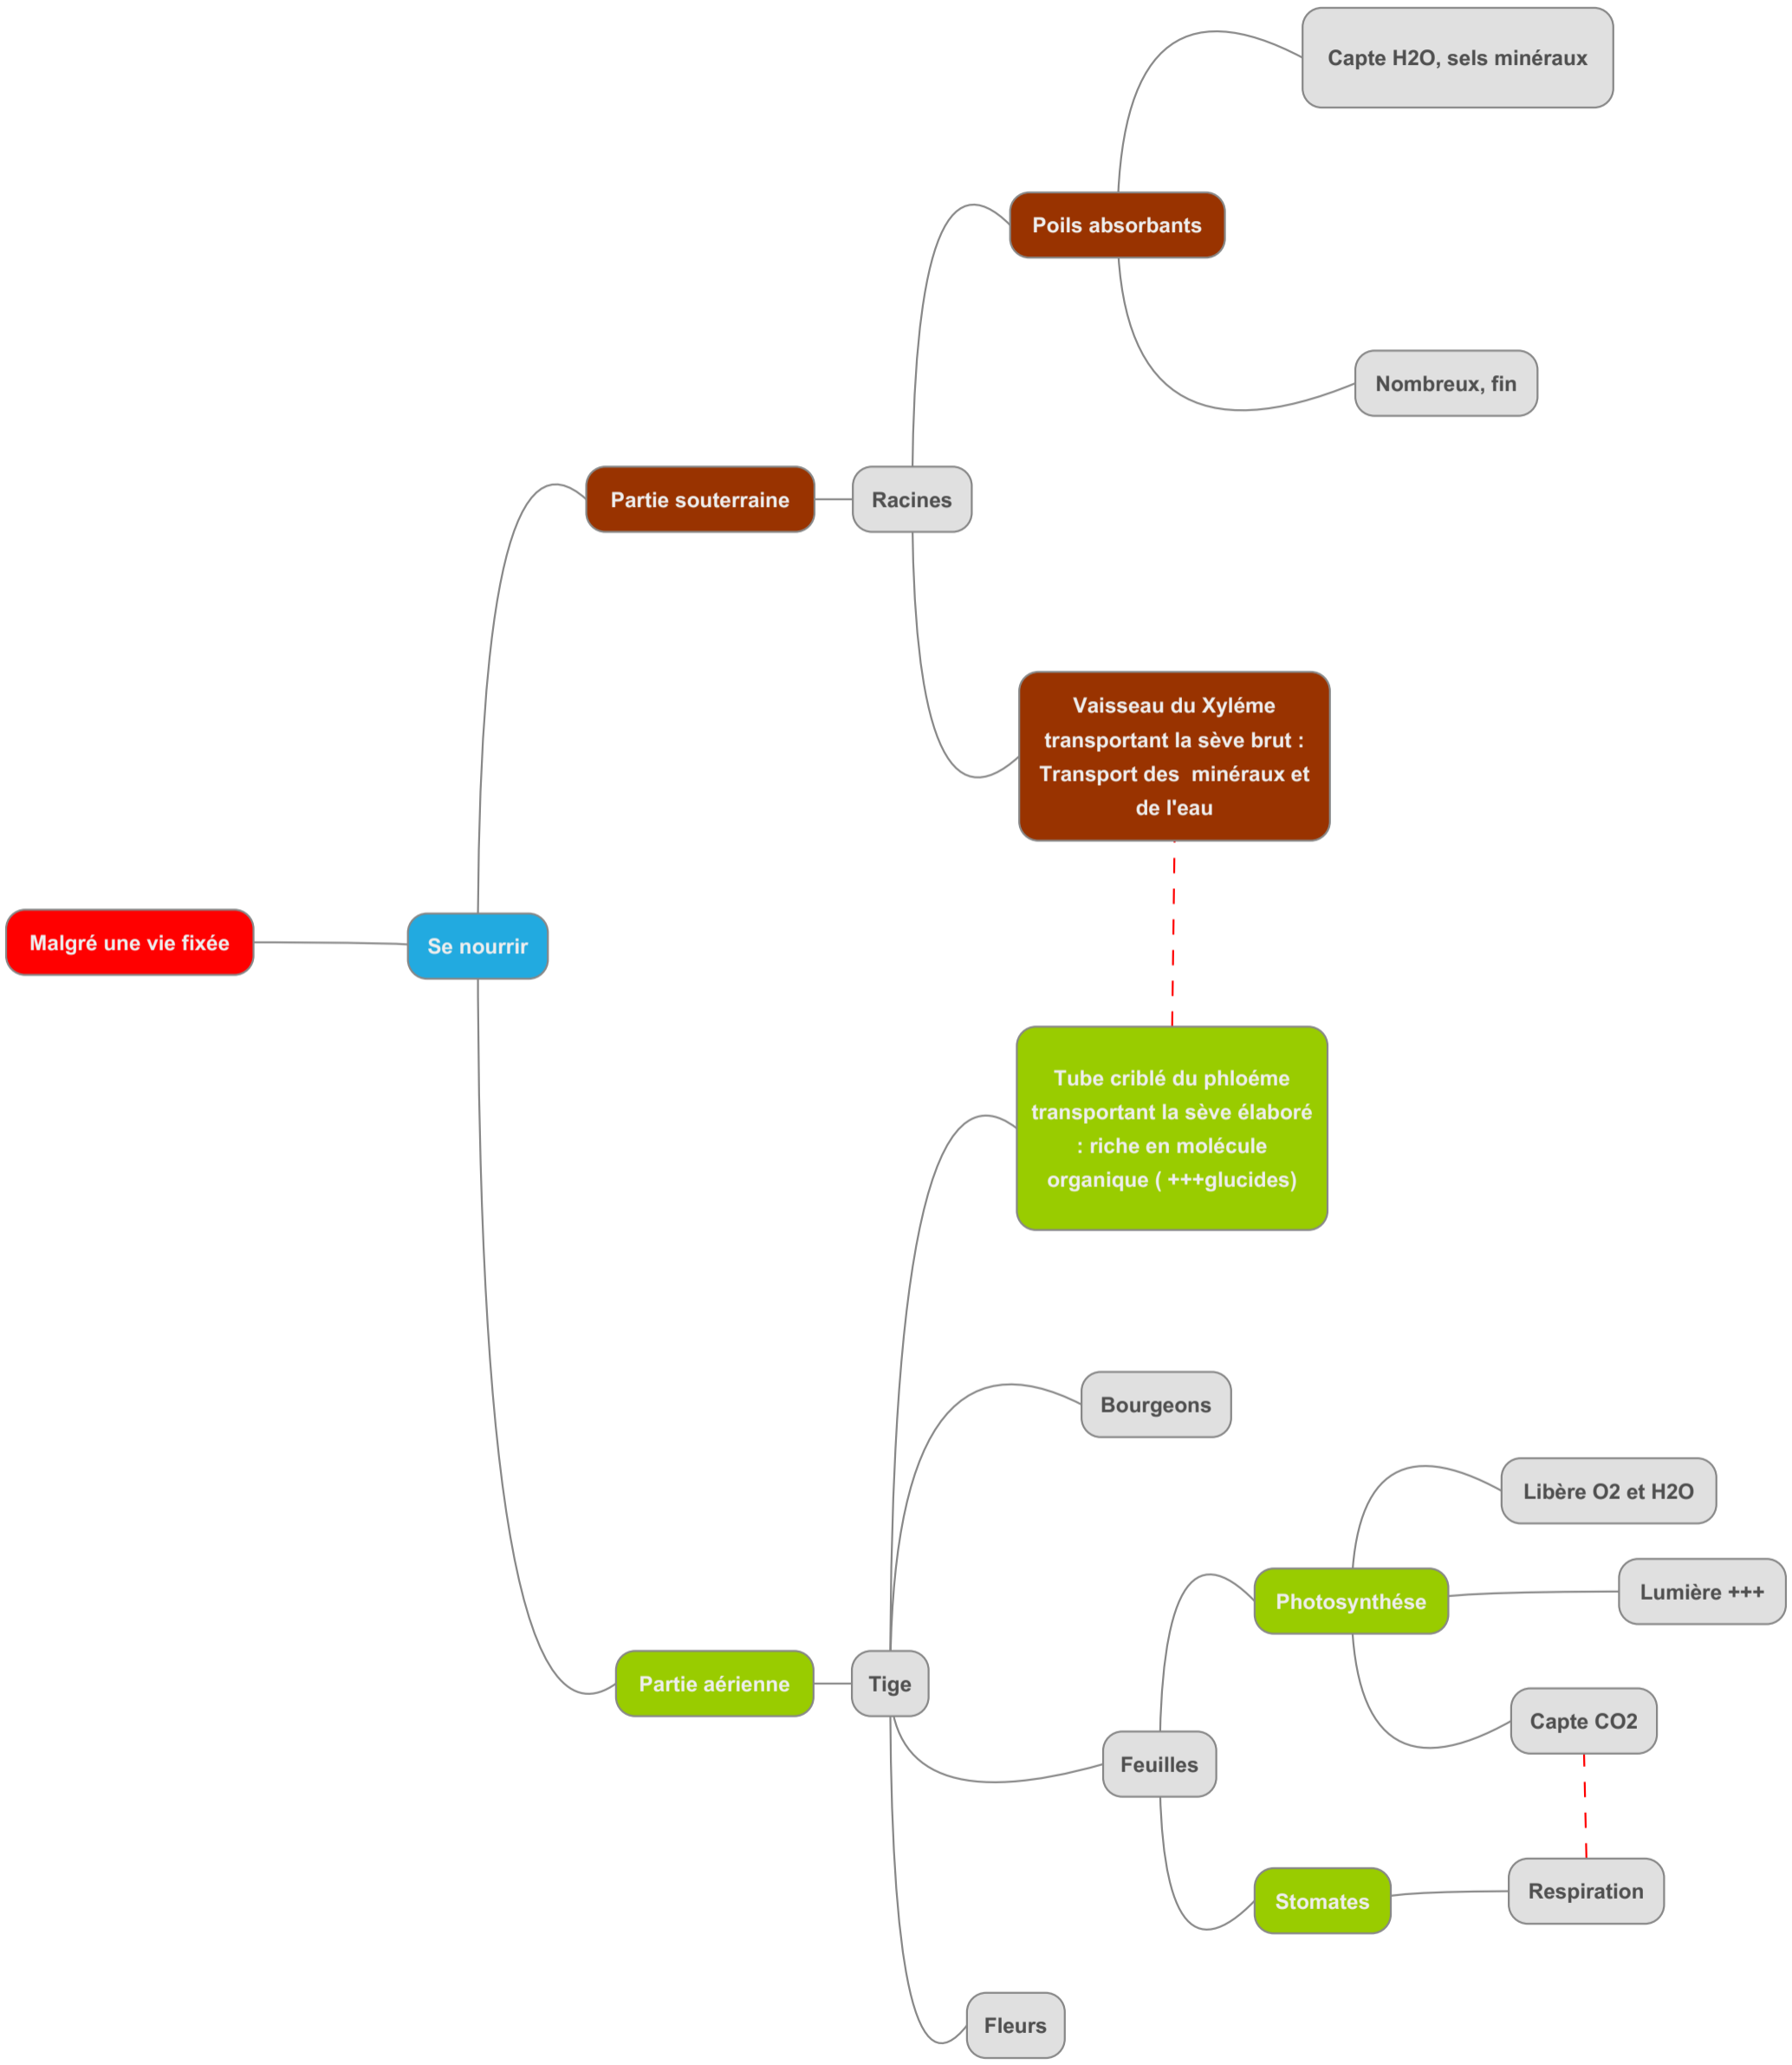 Capte H2O, sels minéraux
Poils absorbants
Nombreux, fin
Partie souterraine
Racines
Vaisseau du Xyléme
transportant la sève brut :
Transport des  minéraux et
de l'eau
Malgré une vie fixée
Se nourrir
Tube criblé du phloéme
transportant la sève élaboré
: riche en molécule
organique ( +++glucides)
Bourgeons
Libère O2 et H2O
Lumière +++
Photosynthése
Partie aérienne
Tige
Capte CO2
Feuilles
Stomates
Respiration
Fleurs